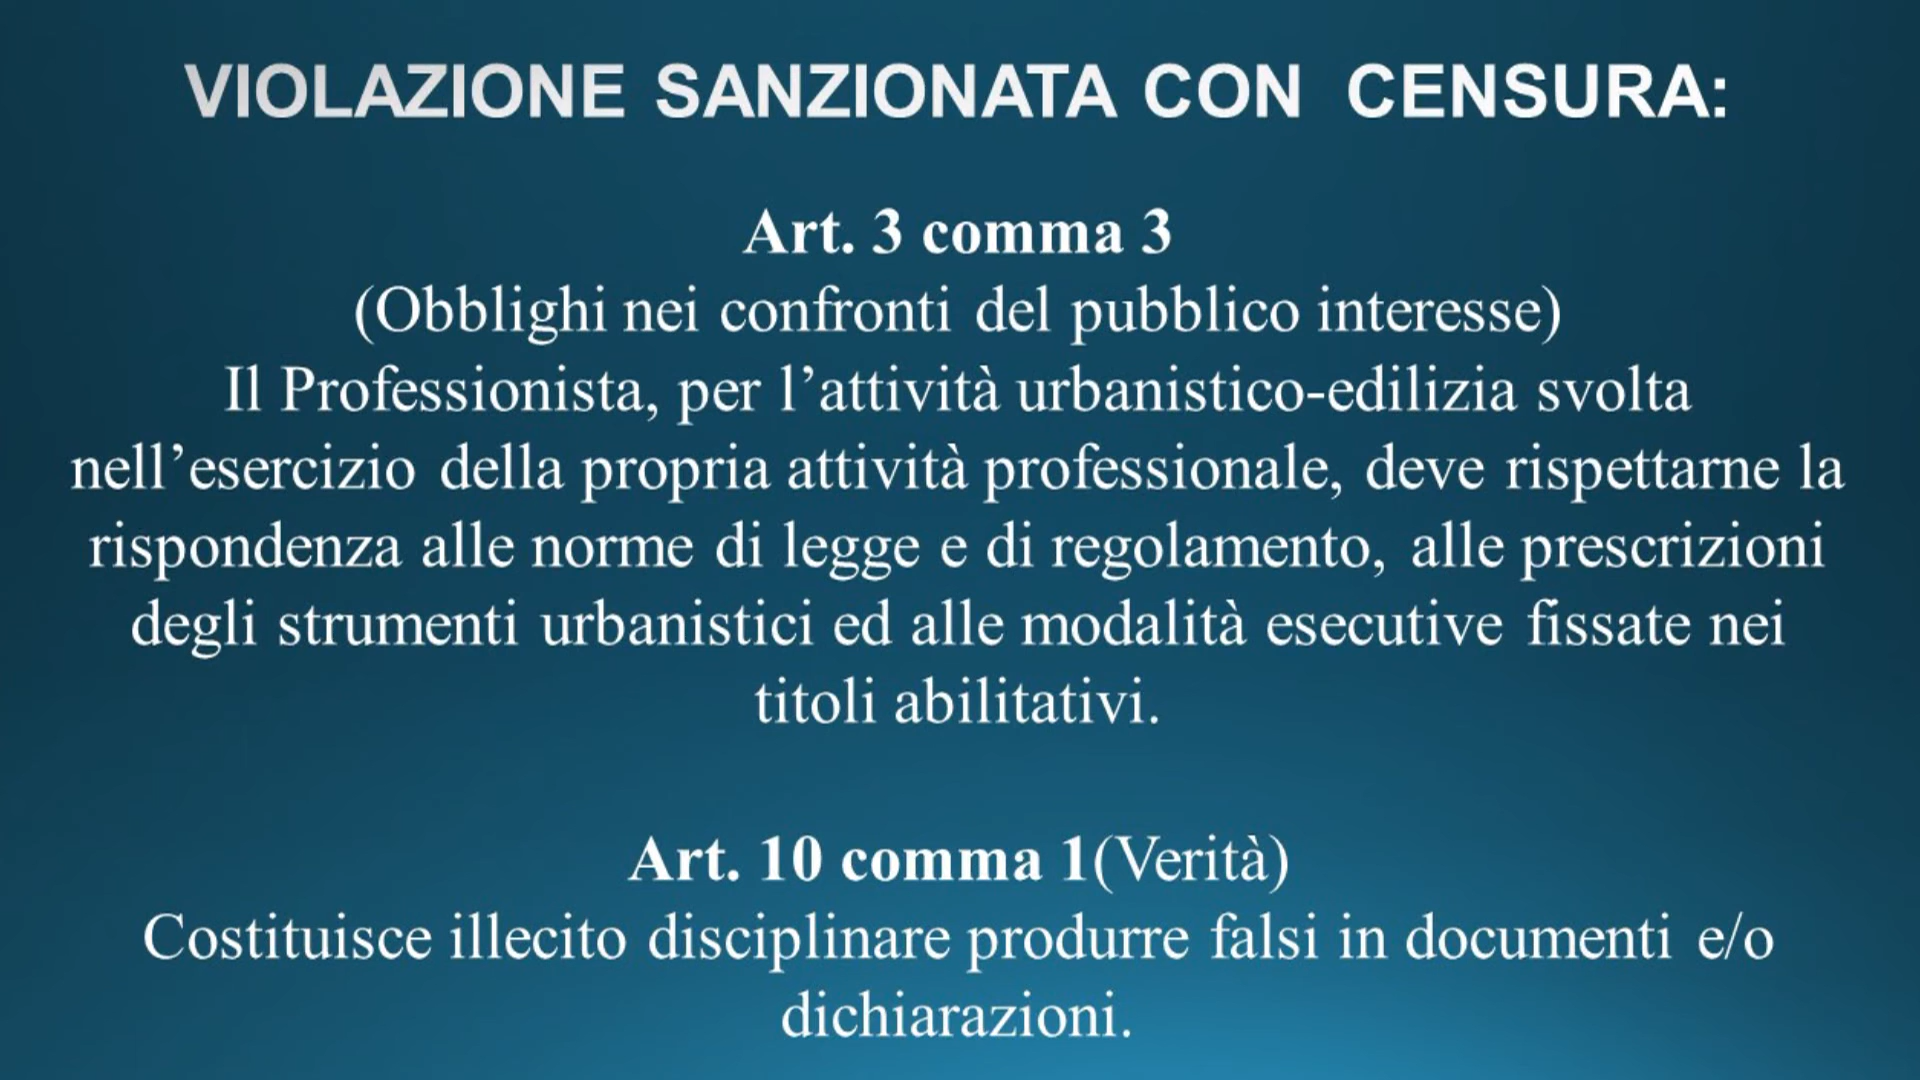 VIOLAZIONE SANZIONATA CON CENSURA:
Art. 3 comma 3
(Obblighi nei confronti del pubblico interesse)
Il Professionista, per l’attività urbanistico-edilizia svolta
nell’esercizio della propria attività professionale, deve rispettarne la
rispondenza alle norme di legge e di regolamento, alle prescrizioni
degli strumenti urbanistici ed alle modalità esecutive fissate nei
titoli abilitativi.
Art. 10 comma 1(Verità)
Costituisce illecito disciplinare produrre falsi in documenti e/o
dichiarazioni.